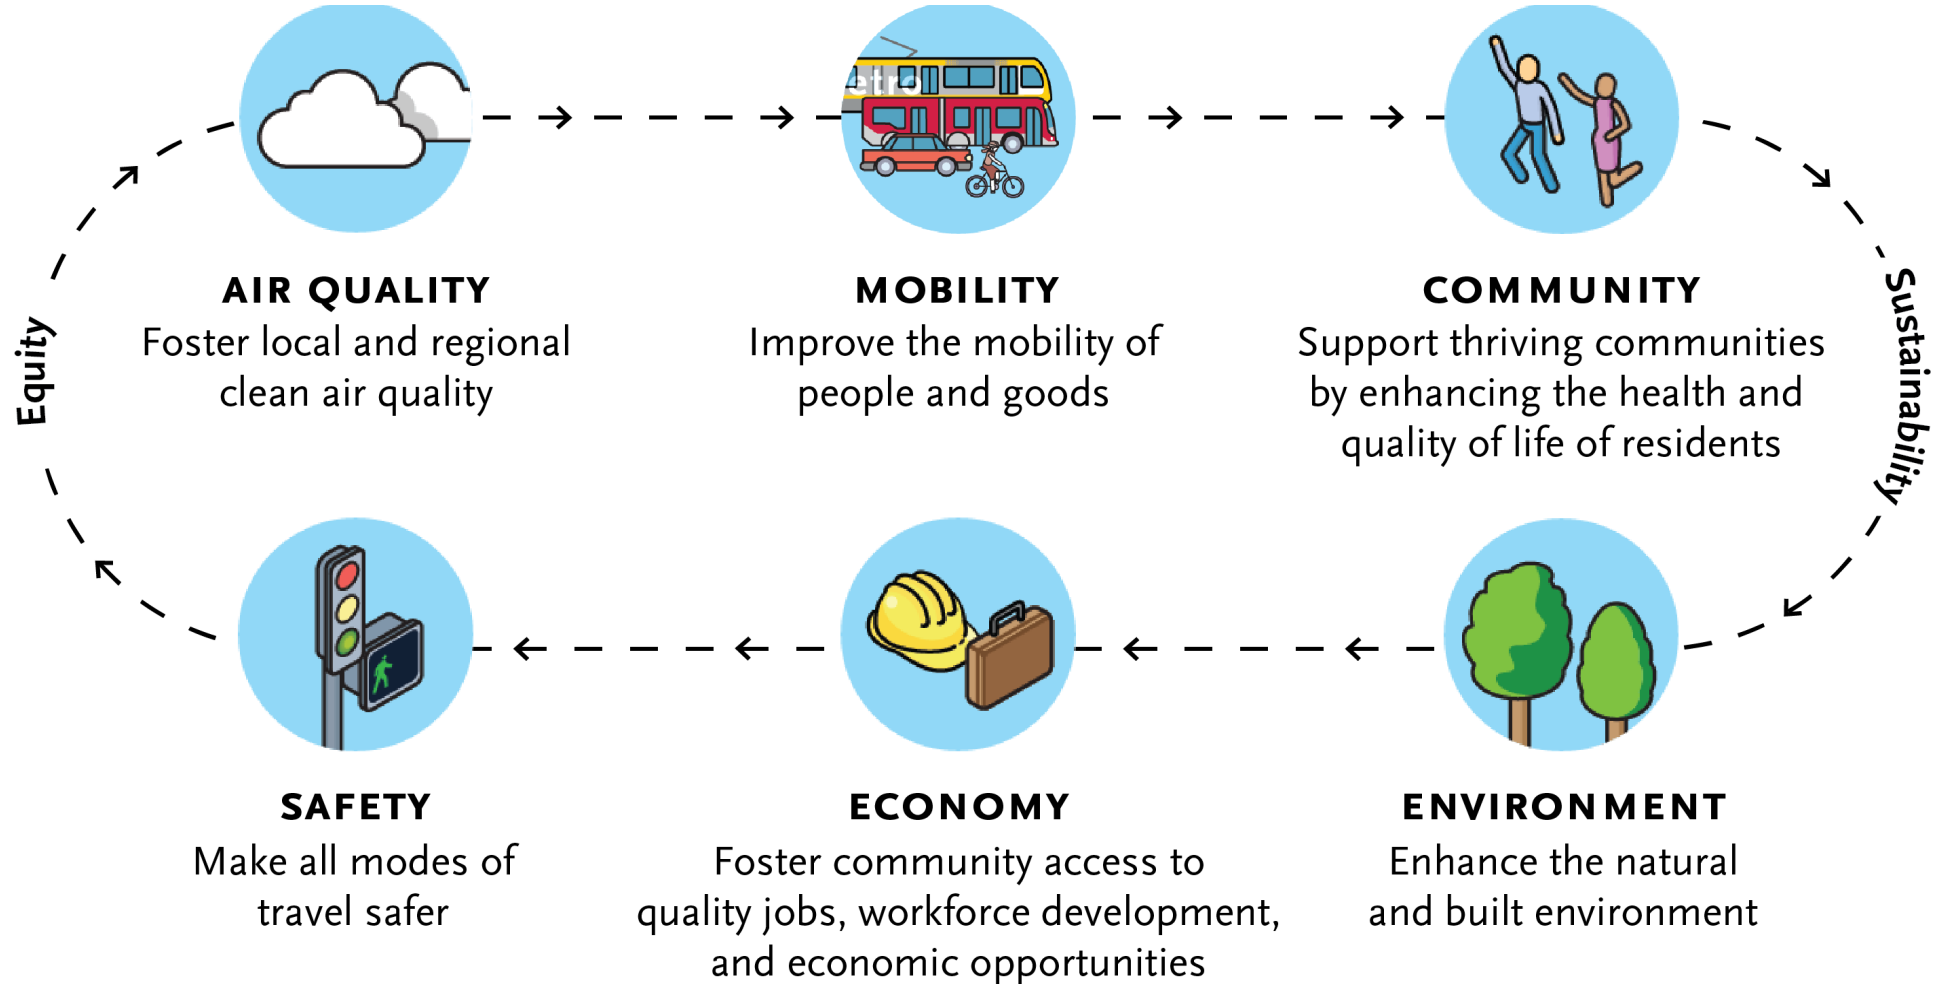 etro
AIR QUALITY
Foster local and regional
clean air quality
MOBILITY
Improve the mobility of
people and goods
COMMUNITY
Support thriving communities
by enhancing the health and
quality of life of residents
Equity
Sustainability
SAFETY
Make all modes of
travel safer
ECONOMY
Foster community access to
quality jobs, workforce development,
and economic opportunities
ENVIRONMENT
Enhance the natural
and built environment